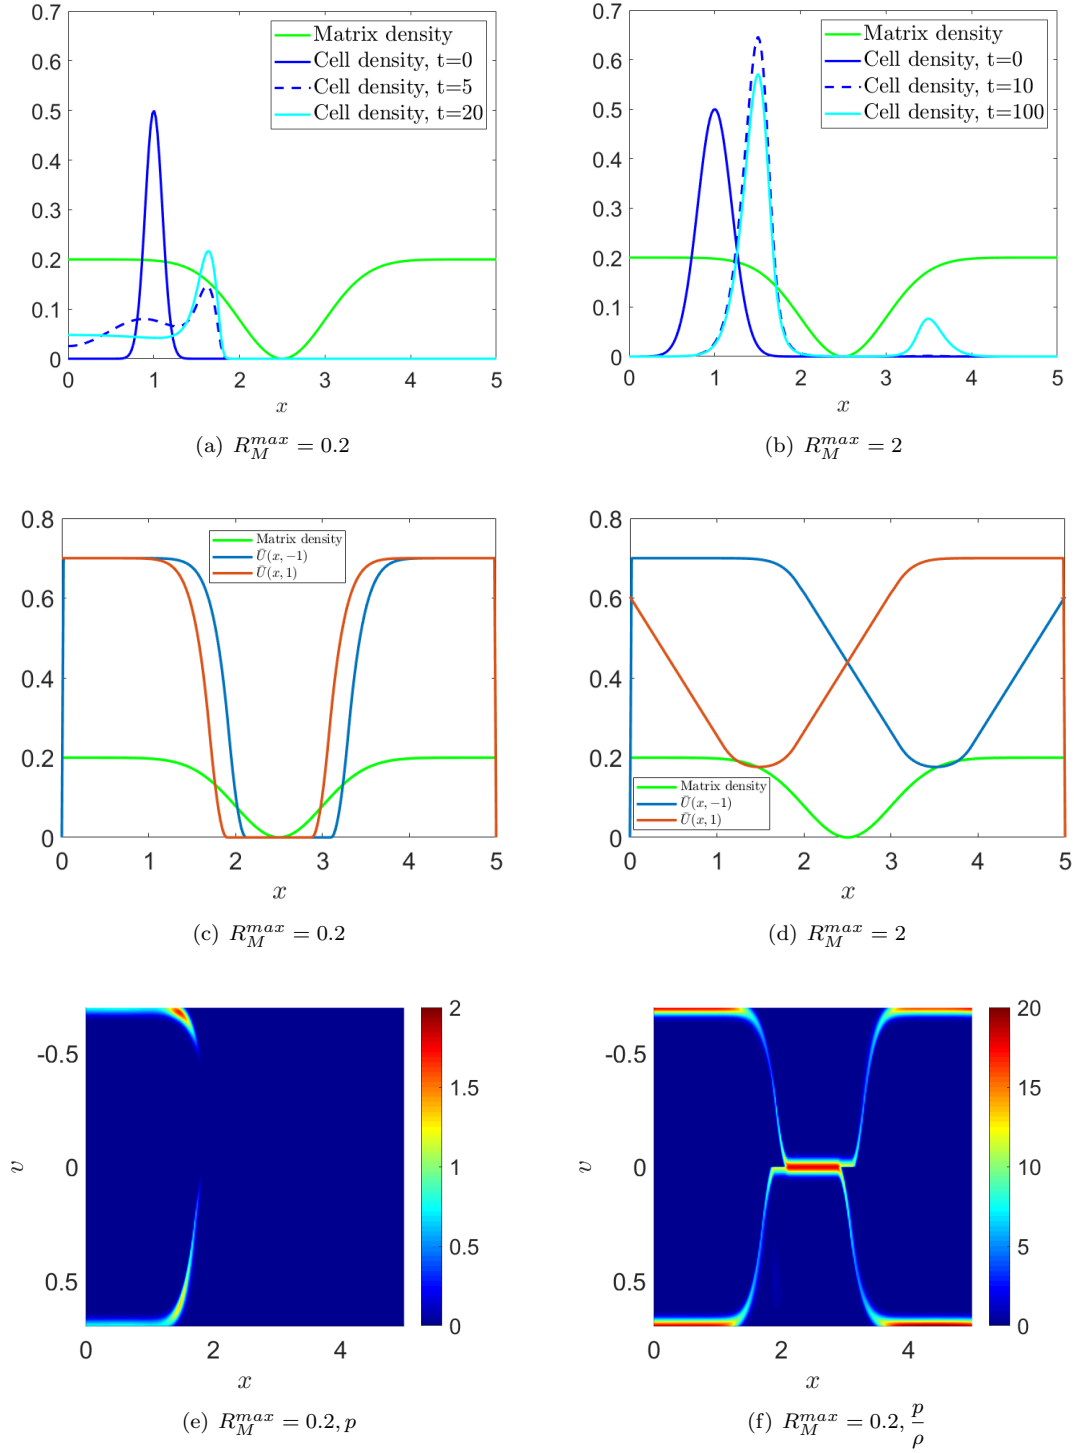 0.7
0.6
0.5
0.4
0.3
0.2
0.1
0
0 1 2 3 4 5
x
Matrix density
Cell density, t=0
Cell density, t=5
Cell density, t=20
(a) $R_M^{max} = 0.2$
0.7
0.6
0.5
0.4
0.3
0.2
0.1
0
0 1 2 3 4 5
x
Matrix density
Cell density, t=0
Cell density, t=10
Cell density, t=100
(b) $R_M^{max} = 2$
0.8
0.6
0.4
0.2
0
0 1 2 3 4 5
x
Matrix density
$\bar{U}(x,-1)$
$\bar{U}(x,1)$
(c) $R_M^{max} = 0.2$
0.8
0.6
0.4
0.2
0
0 1 2 3 4 5
x
Matrix density
$\bar{U}(x,-1)$
$\bar{U}(x,1)$
(d) $R_M^{max} = 2$
v
-0.5
0
0.5
0 2 4
x
2
1.5
1
0.5
0
(e) $R_M^{max} = 0.2, p$
v
-0.5
0
0.5
0 2 4
x
20
15
10
5
0
(f) $R_M^{max} = 0.2, \dfrac{p}{\rho}$